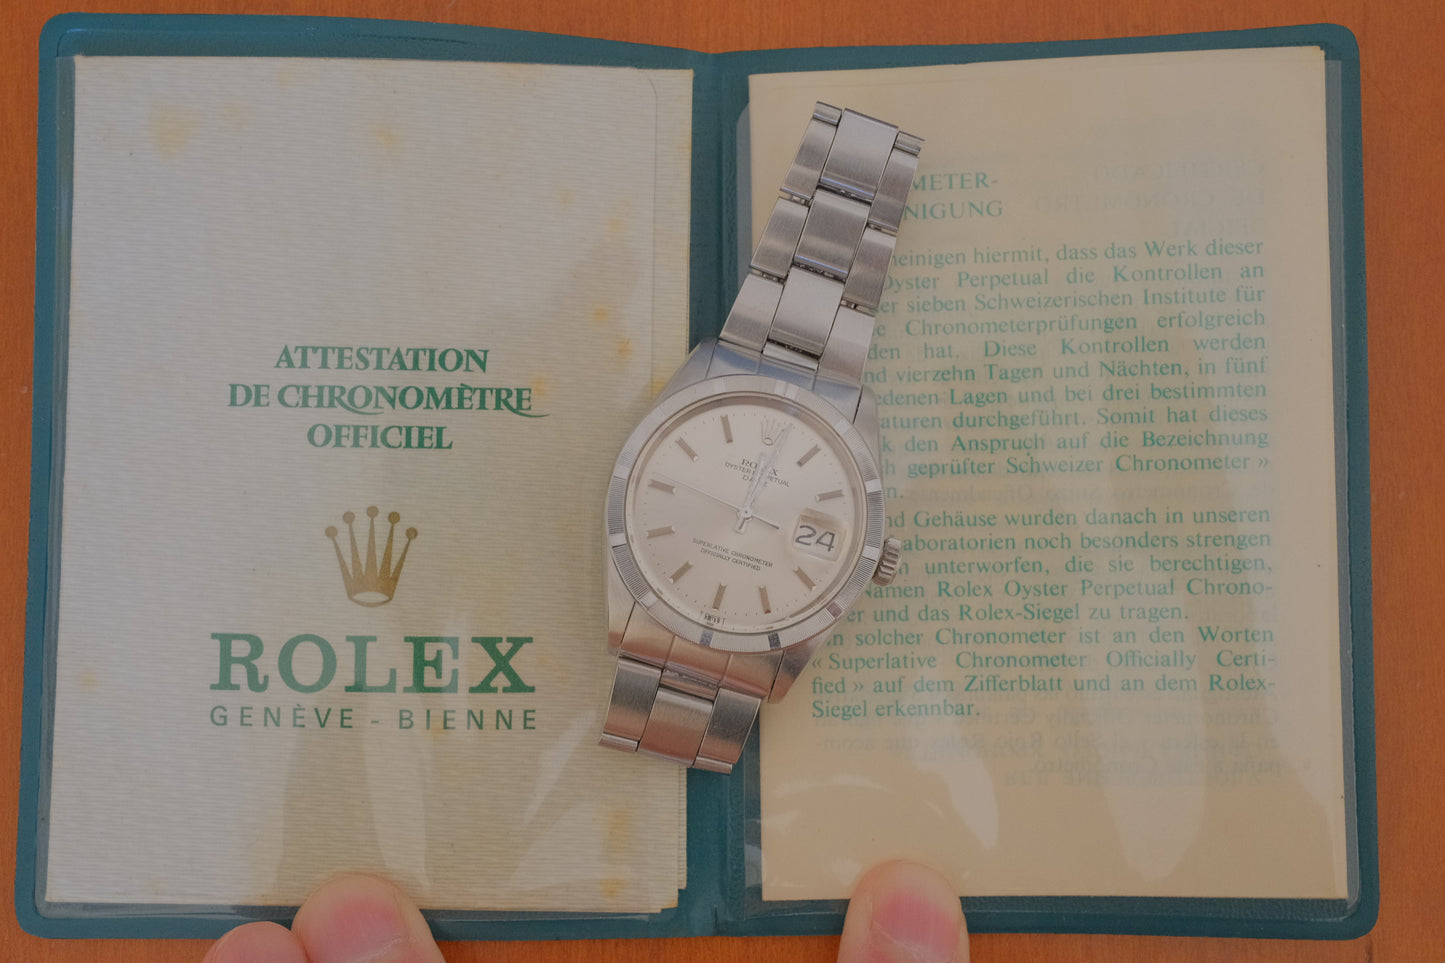 ATTESTATION
DE CHRONOMÈTRE
OFFICIEL
ROLEX
GENÈVE - BIENNE
ROLEX
OYSTER PERPETUAL
DATE
24
SUPERLATIVE CHRONOMETER
OFFICIALLY CERTIFIED
METER-
NIGUNG
heinigen hiermit, dass das Werk dieser
Oyster Perpetual die Kontrollen an
er sieben Schweizerischen Institute für
e Chronometerprüfungen erfolgreich
den hat. Diese Kontrollen werden
nd vierzehn Tagen und Nächten, in fünf
edenen Lagen und bei drei bestimmten
aturen durchgeführt. Somit hat dieses
k den Anspruch auf die Bezeichnung
h geprüfter Schweizer Chronometer »
n.
nd Gehäuse wurden danach in unseren
aboratorien noch besonders strengen
n unterworfen, die sie berechtigen,
Namen Rolex Oyster Perpetual Chrono-
er und das Rolex-Siegel zu tragen.
in solcher Chronometer ist an den Worten
« Superlative Chronometer Officially Certi-
fied » auf dem Zifferblatt und an dem Rolex-
Siegel erkennbar.